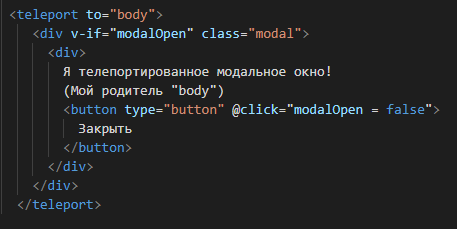 <teleport to="body">
<div v-if="modalOpen" class="modal">
<div>
Я телепортированное модальное окно!
(Мой родитель "body")
<button type="button" @click="modalOpen = false">
Закрыть
</button>
</div>
</div>
</teleport>